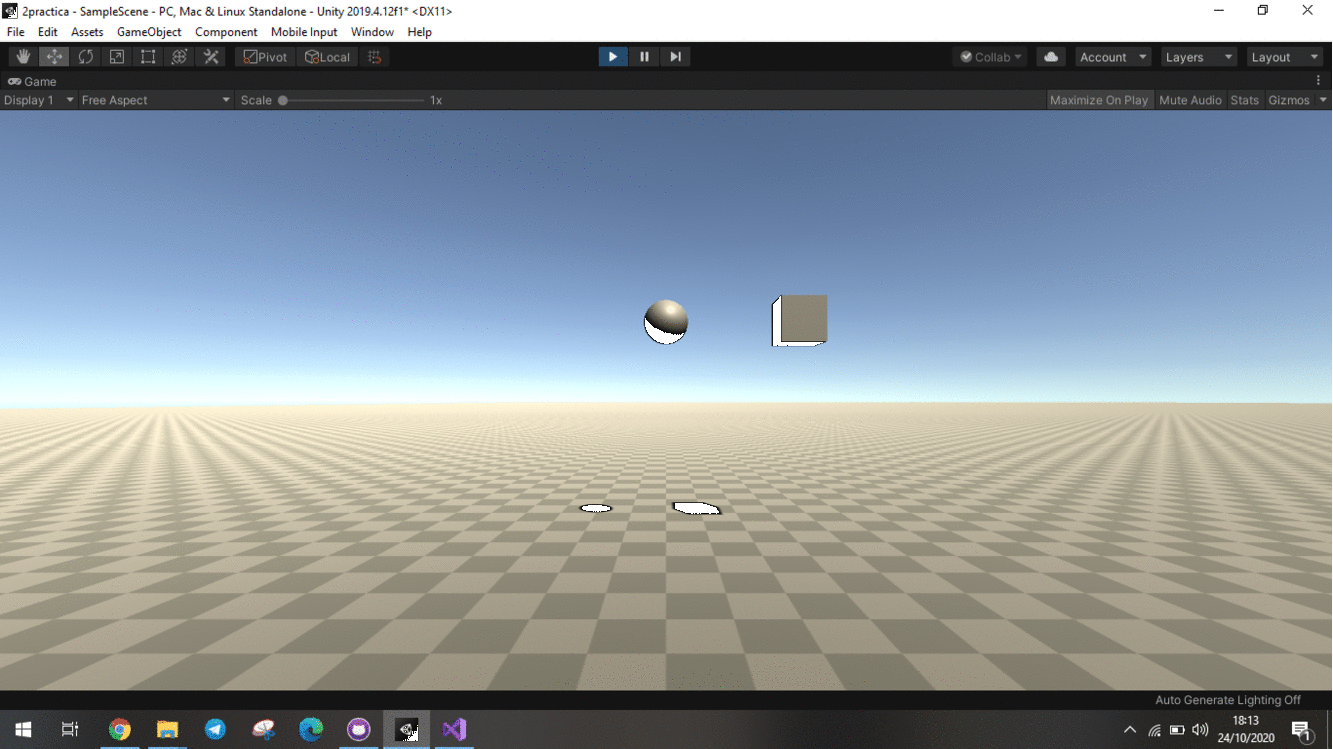 2practica - SampleScene - PC, Mac & Linux Standalone - Unity 2019.4.12f1* <DX11>
File Edit Assets GameObject Component Mobile Input Window Help
Pivot Local Collab Account Layers Layout
Game
Display 1 Free Aspect Scale 1x Maximize On Play Mute Audio Stats Gizmos
Auto Generate Lighting Off
18:13
24/10/2020
1